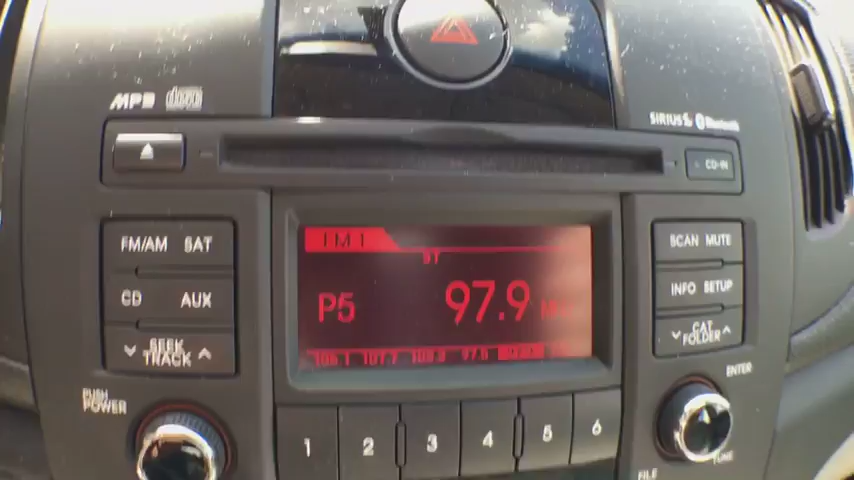 MP3
SIRIUS Bluetooth
CD-IN
FM/AM SAT
SCAN MUTE
FM1
ST
CD AUX
INFO SETUP
P5 97.9
SEEK
TRACK
CAT
FOLDER
PUSH
POWER
ENTER
1 2 3 4 5 6
FILE
TUNE